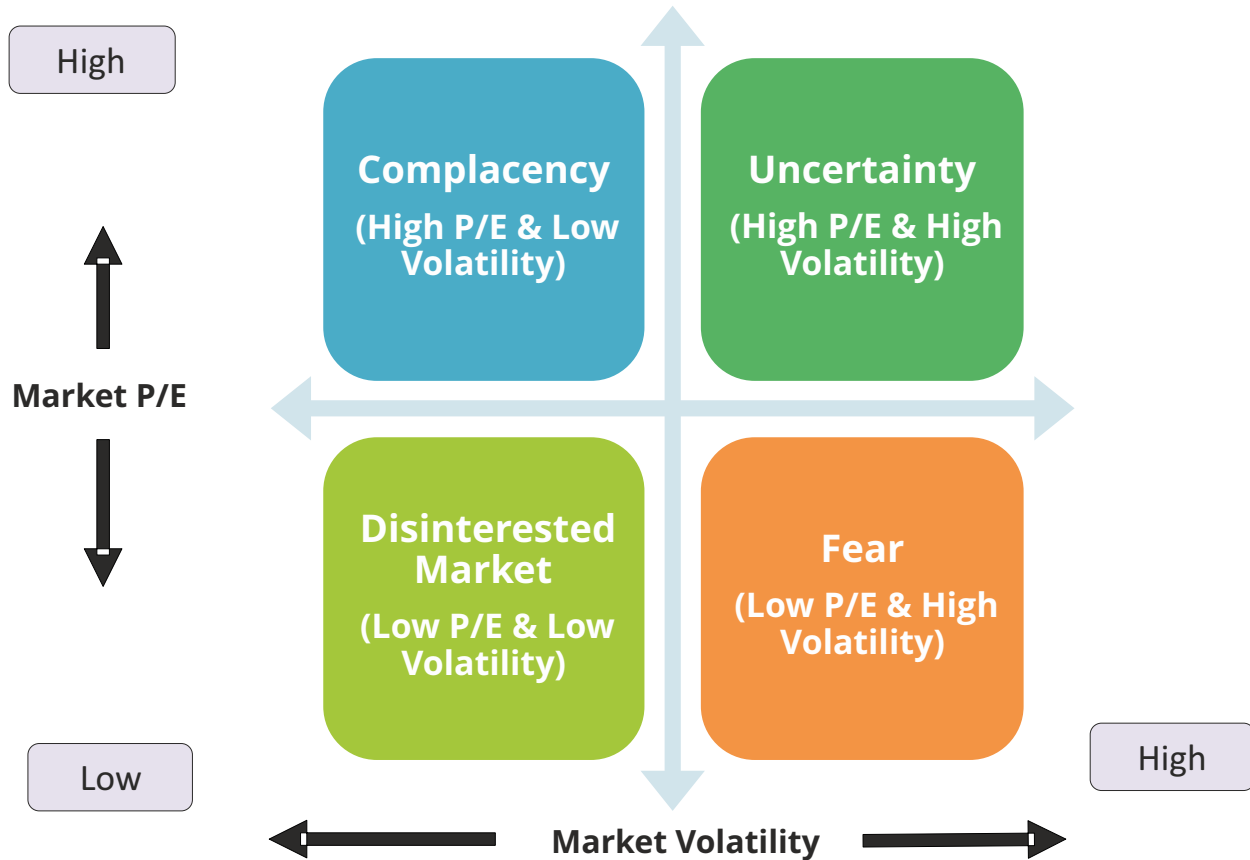 High
Complacency
(High P/E & Low
Volatility)
Uncertainty
(High P/E & High
Volatility)
Market P/E
Disinterested
Market
(Low P/E & Low
Volatility)
Fear
(Low P/E & High
Volatility)
Low
High
Market Volatility